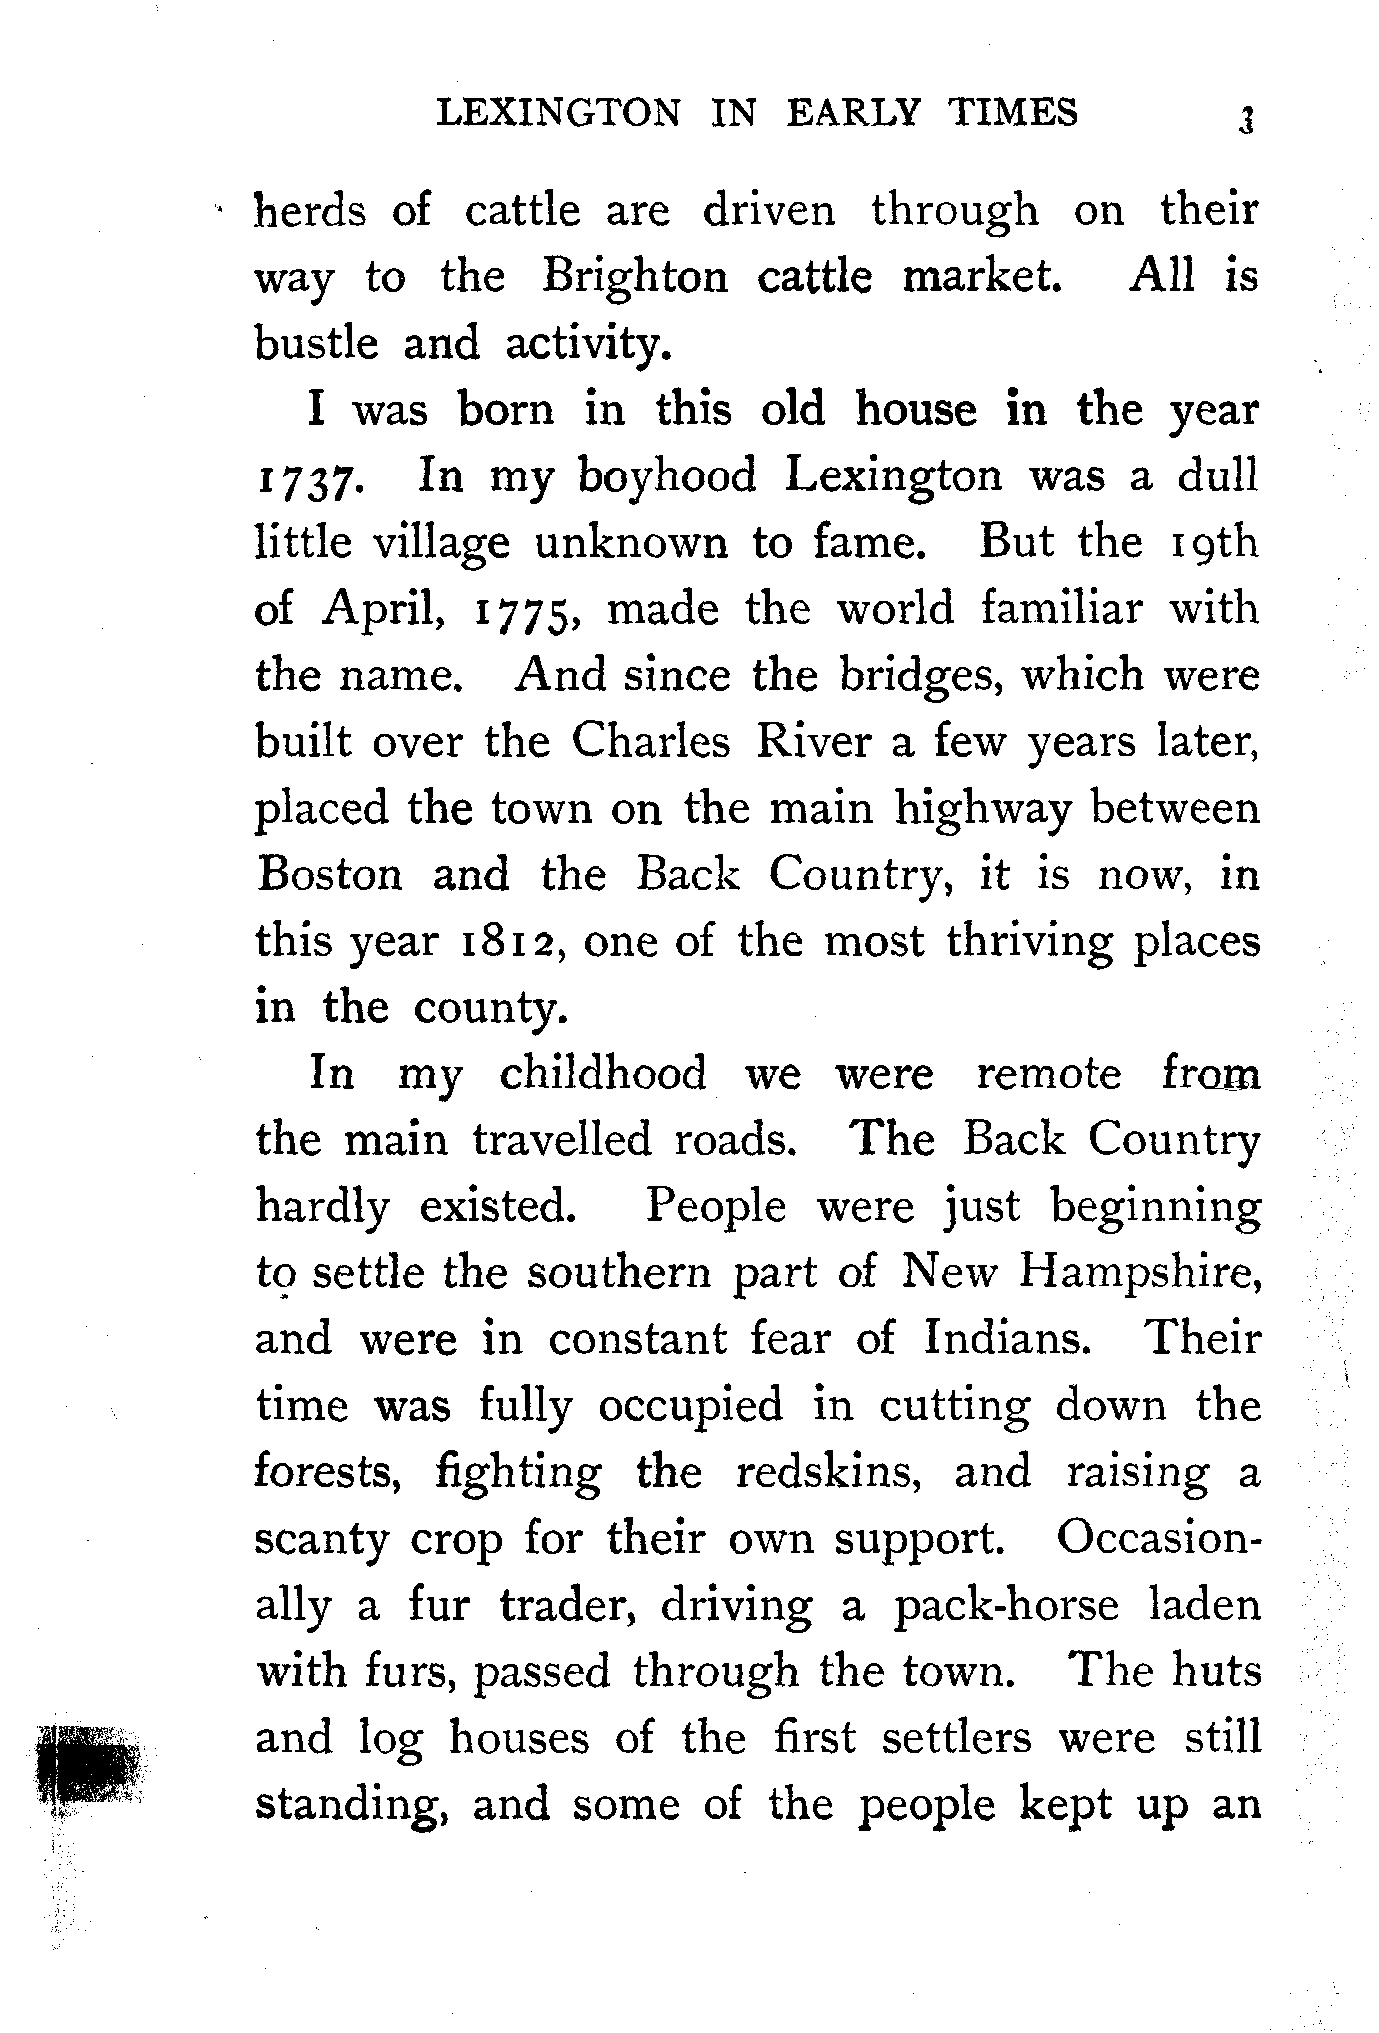 LEXINGTON IN EARLY TIMES 3
herds of cattle are driven through on their
way to the Brighton cattle market. All is
bustle and activity.
I was born in this old house in the year
1737. In my boyhood Lexington was a dull
little village unknown to fame. But the 19th
of April, 1775, made the world familiar with
the name. And since the bridges, which were
built over the Charles River a few years later,
placed the town on the main highway between
Boston and the Back Country, it is now, in
this year 1812, one of the most thriving places
in the county.
In my childhood we were remote from
the main travelled roads. The Back Country
hardly existed. People were just beginning
to settle the southern part of New Hampshire,
and were in constant fear of Indians. Their
time was fully occupied in cutting down the
forests, fighting the redskins, and raising a
scanty crop for their own support. Occasion-
ally a fur trader, driving a pack-horse laden
with furs, passed through the town. The huts
and log houses of the first settlers were still
standing, and some of the people kept up an